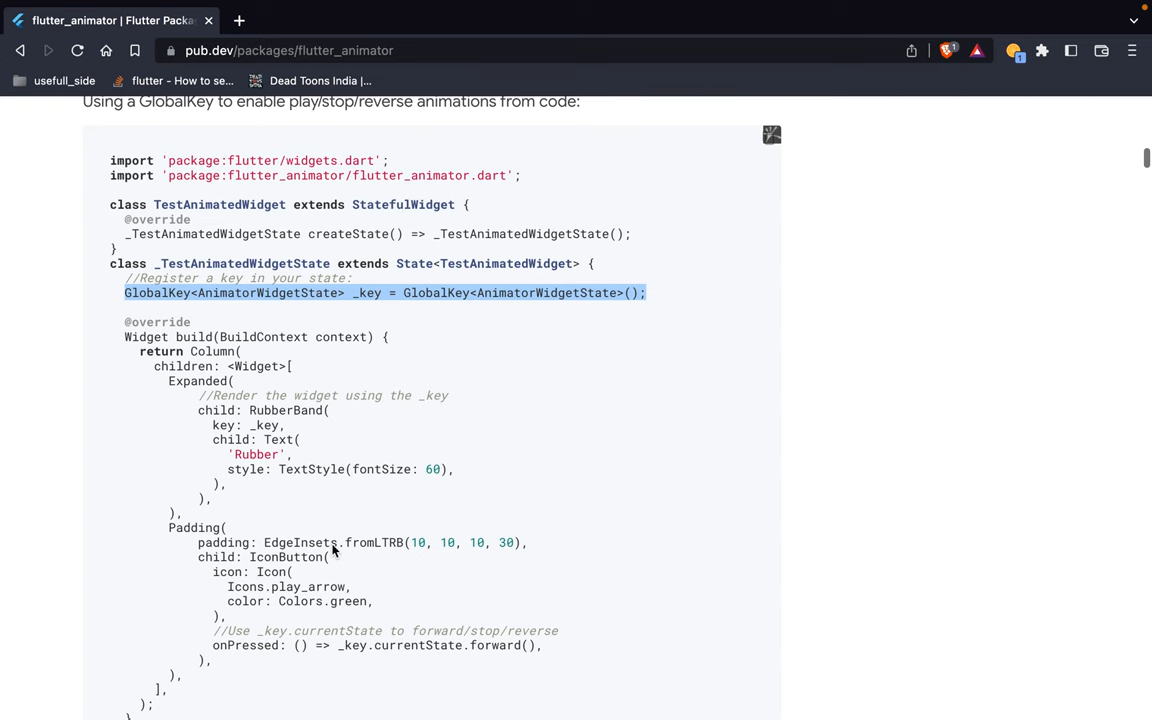 flutter_animator | Flutter Packa
pub.dev/packages/flutter_animator
1
1
usefull_side
flutter - How to se...
Dead Toons India |...
Using a GlobalKey to enable play/stop/reverse animations from code:
import 'package:flutter/widgets.dart';
import 'package:flutter_animator/flutter_animator.dart';
class TestAnimatedWidget extends StatefulWidget {
@override
_TestAnimatedWidgetState createState() => _TestAnimatedWidgetState();
}
class _TestAnimatedWidgetState extends State<TestAnimatedWidget> {
//Register a key in your state:
GlobalKey<AnimatorWidgetState> _key = GlobalKey<AnimatorWidgetState>();
@override
Widget build(BuildContext context) {
return Column(
children: <Widget>[
Expanded(
//Render the widget using the _key
child: RubberBand(
key: _key,
child: Text(
'Rubber',
style: TextStyle(fontSize: 60),
),
),
),
Padding(
padding: EdgeInsets.fromLTRB(10, 10, 10, 30),
child: IconButton(
icon: Icon(
Icons.play_arrow,
color: Colors.green,
),
//Use _key.currentState to forward/stop/reverse
onPressed: () => _key.currentState.forward(),
),
),
],
);
}